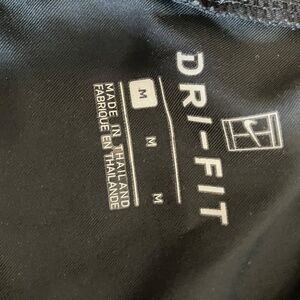 DRI-FIT
M M M
MADE IN THAILAND
FABRIQUE EN THAILANDE